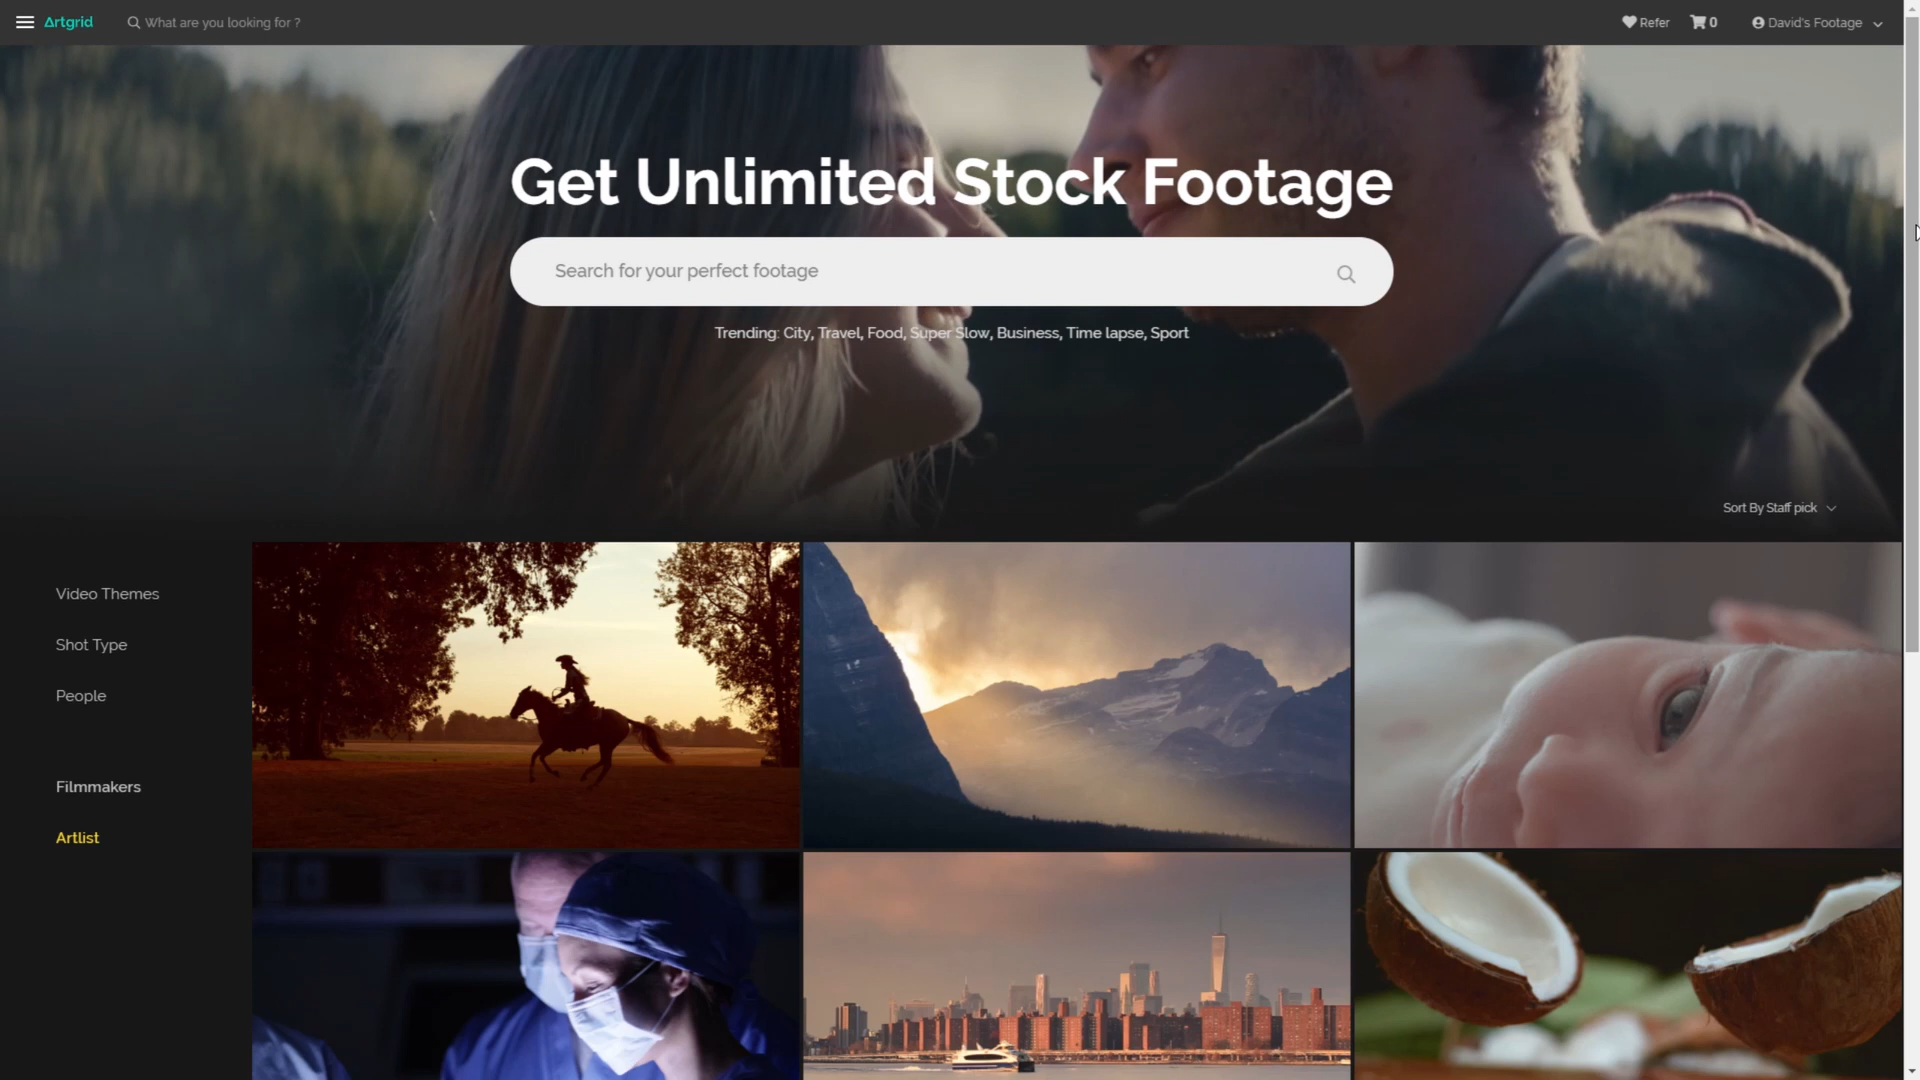 Artgrid
What are you looking for ?
Refer
0
David's Footage
Get Unlimited Stock Footage
Search for your perfect footage
Trending: City, Travel, Food, Super Slow, Business, Time lapse, Sport
Sort By Staff pick
Video Themes
Shot Type
People
Filmmakers
Artlist